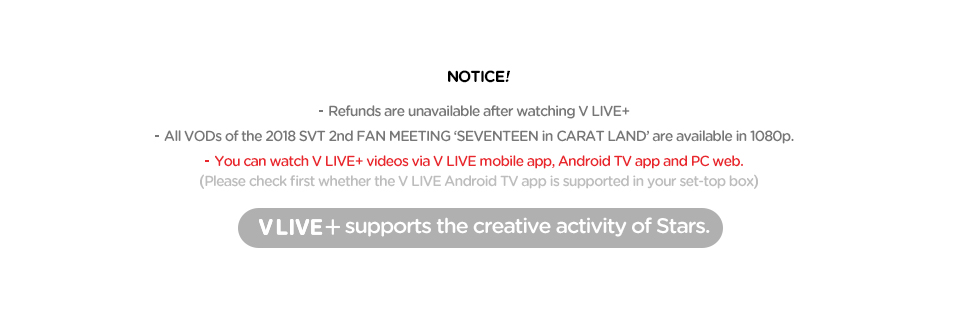 NOTICE!
- Refunds are unavailable after watching V LIVE+
- All VODs of the 2018 SVT 2nd FAN MEETING ‘SEVENTEEN in CARAT LAND’ are available in 1080p.
- You can watch V LIVE+ videos via V LIVE mobile app, Android TV app and PC web.
(Please check first whether the V LIVE Android TV app is supported in your set-top box)
V LIVE+ supports the creative activity of Stars.